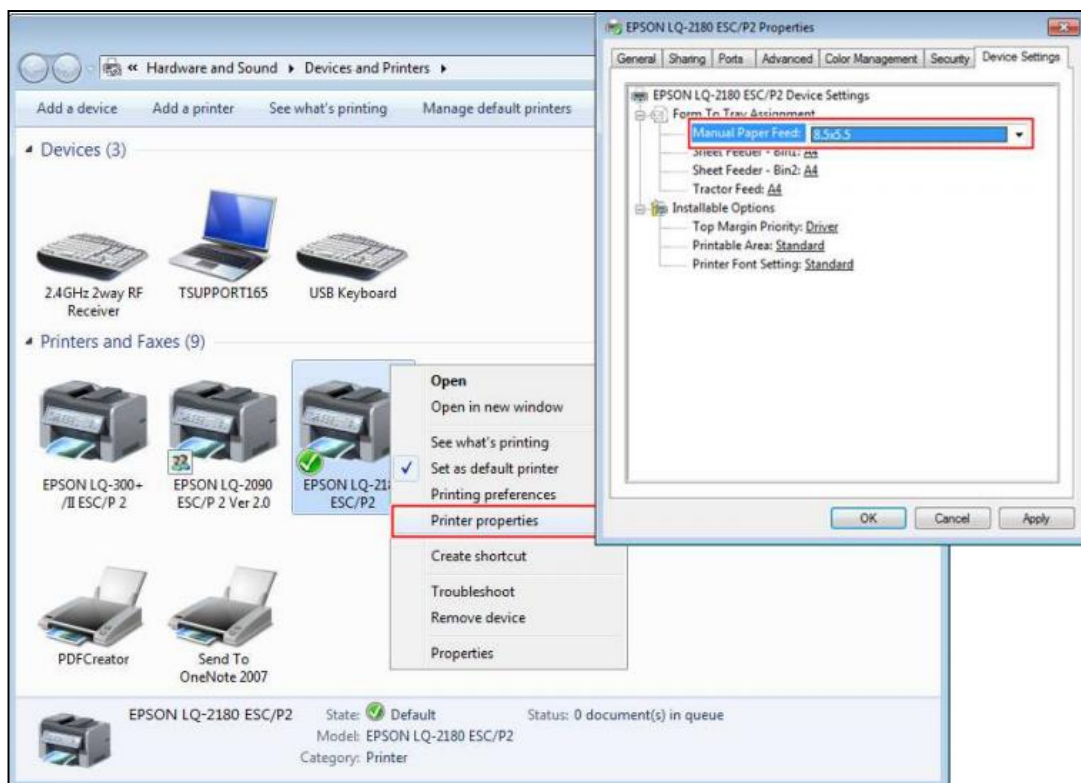 « Hardware and Sound ▸ Devices and Printers ▸
Add a device Add a printer See what's printing Manage default printers
Devices (3)
2.4GHz 2way RF
Receiver
TSUPPORT165
USB Keyboard
Printers and Faxes (9)
EPSON LQ-300+
/II ESC/P 2
EPSON LQ-2090
ESC/P 2 Ver 2.0
EPSON LQ-218
ESC/P2
PDFCreator
Send To
OneNote 2007
Open
Open in new window
See what's printing
Set as default printer
Printing preferences
Printer properties
Create shortcut
Troubleshoot
Remove device
Properties
EPSON LQ-2180 ESC/P2 State: Default Status: 0 document(s) in queue
Model: EPSON LQ-2180 ESC/P2
Category: Printer
EPSON LQ-2180 ESC/P2 Properties
General Sharing Ports Advanced Color Management Security Device Settings
EPSON LQ-2180 ESC/P2 Device Settings
Form To Tray Assignment
Manual Paper Feed: 8.5x5.5
Sheet Feeder - Bin1: A4
Sheet Feeder - Bin2: A4
Tractor Feed: A4
Installable Options
Top Margin Priority: Driver
Printable Area: Standard
Printer Font Setting: Standard
OK Cancel Apply